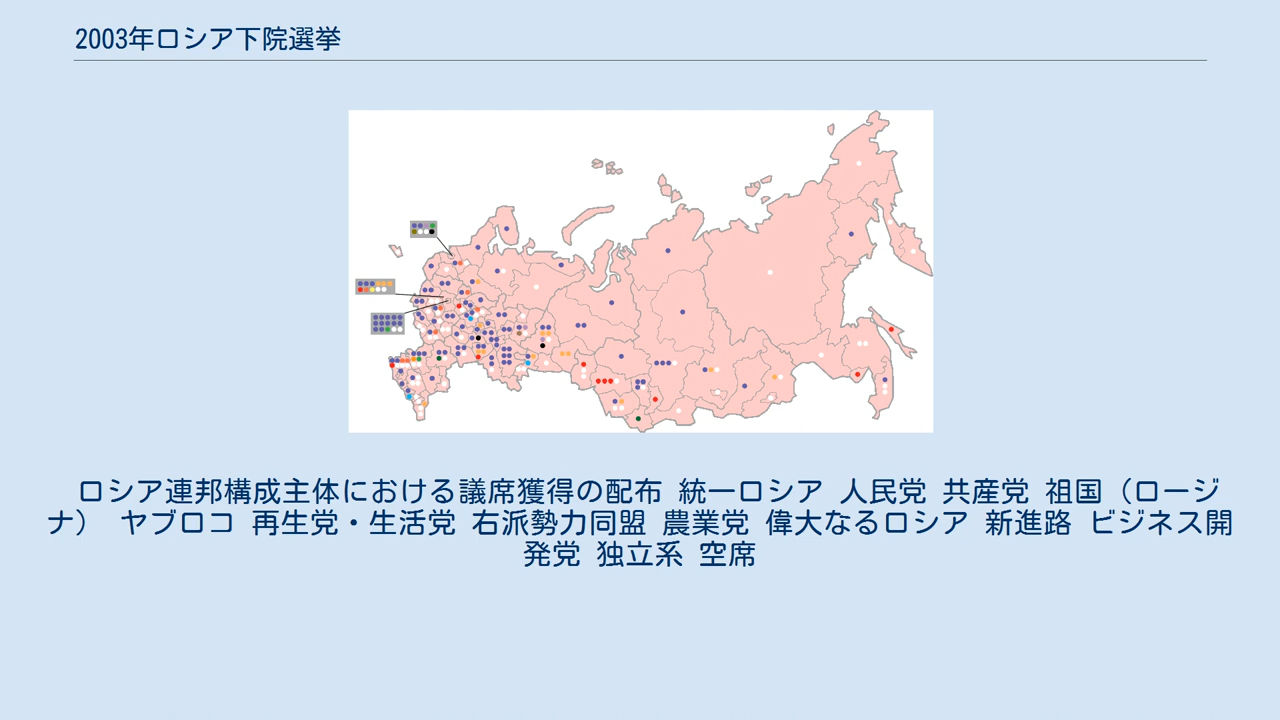 2003年ロシア下院選挙
ロシア連邦構成主体における議席獲得の配布 統一ロシア 人民党 共産党 祖国（ロージ
ナ） ヤブロコ 再生党・生活党 右派勢力同盟 農業党 偉大なるロシア 新進路 ビジネス開
発党 独立系 空席